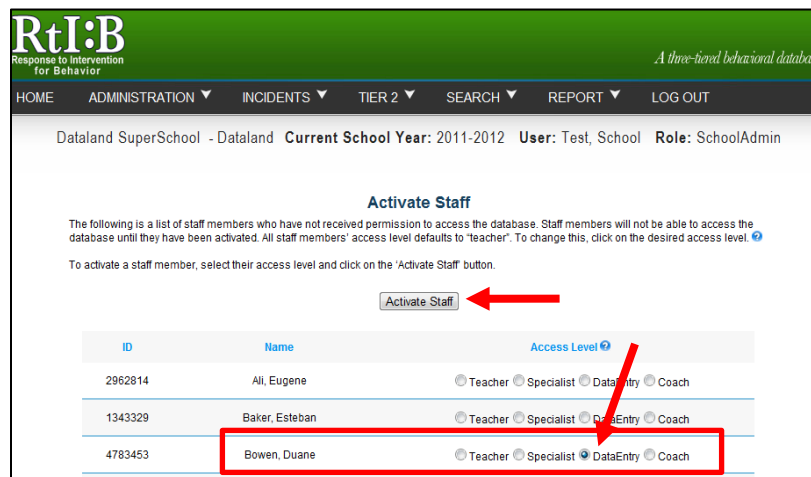 RtI:B
Response to Intervention
for Behavior
A three-tiered behavioral databa
HOME ADMINISTRATION ▼ INCIDENTS ▼ TIER 2 ▼ SEARCH ▼ REPORT ▼ LOG OUT
Dataland SuperSchool - Dataland Current School Year: 2011-2012 User: Test, School Role: SchoolAdmin
Activate Staff
The following is a list of staff members who have not received permission to access the database. Staff members will not be able to access the
database until they have been activated. All staff members' access level defaults to "teacher". To change this, click on the desired access level. ?
To activate a staff member, select their access level and click on the 'Activate Staff' button.
Activate Staff
ID Name Access Level ?
2962814 Ali, Eugene Teacher Specialist DataEntry Coach
1343329 Baker, Esteban Teacher Specialist DataEntry Coach
4783453 Bowen, Duane Teacher Specialist DataEntry Coach